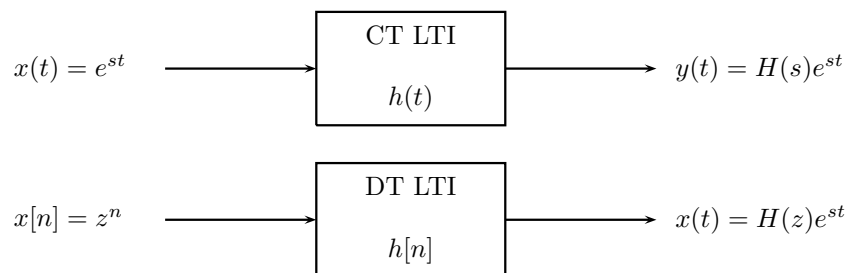 CT LTI
x(t) = e^{st}
h(t)
y(t) = H(s)e^{st}
DT LTI
x[n] = z^n
h[n]
x(t) = H(z)e^{st}